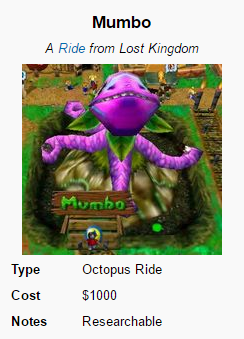 Mumbo
A Ride from Lost Kingdom
Mumbo
Type Octopus Ride
Cost $1000
Notes Researchable